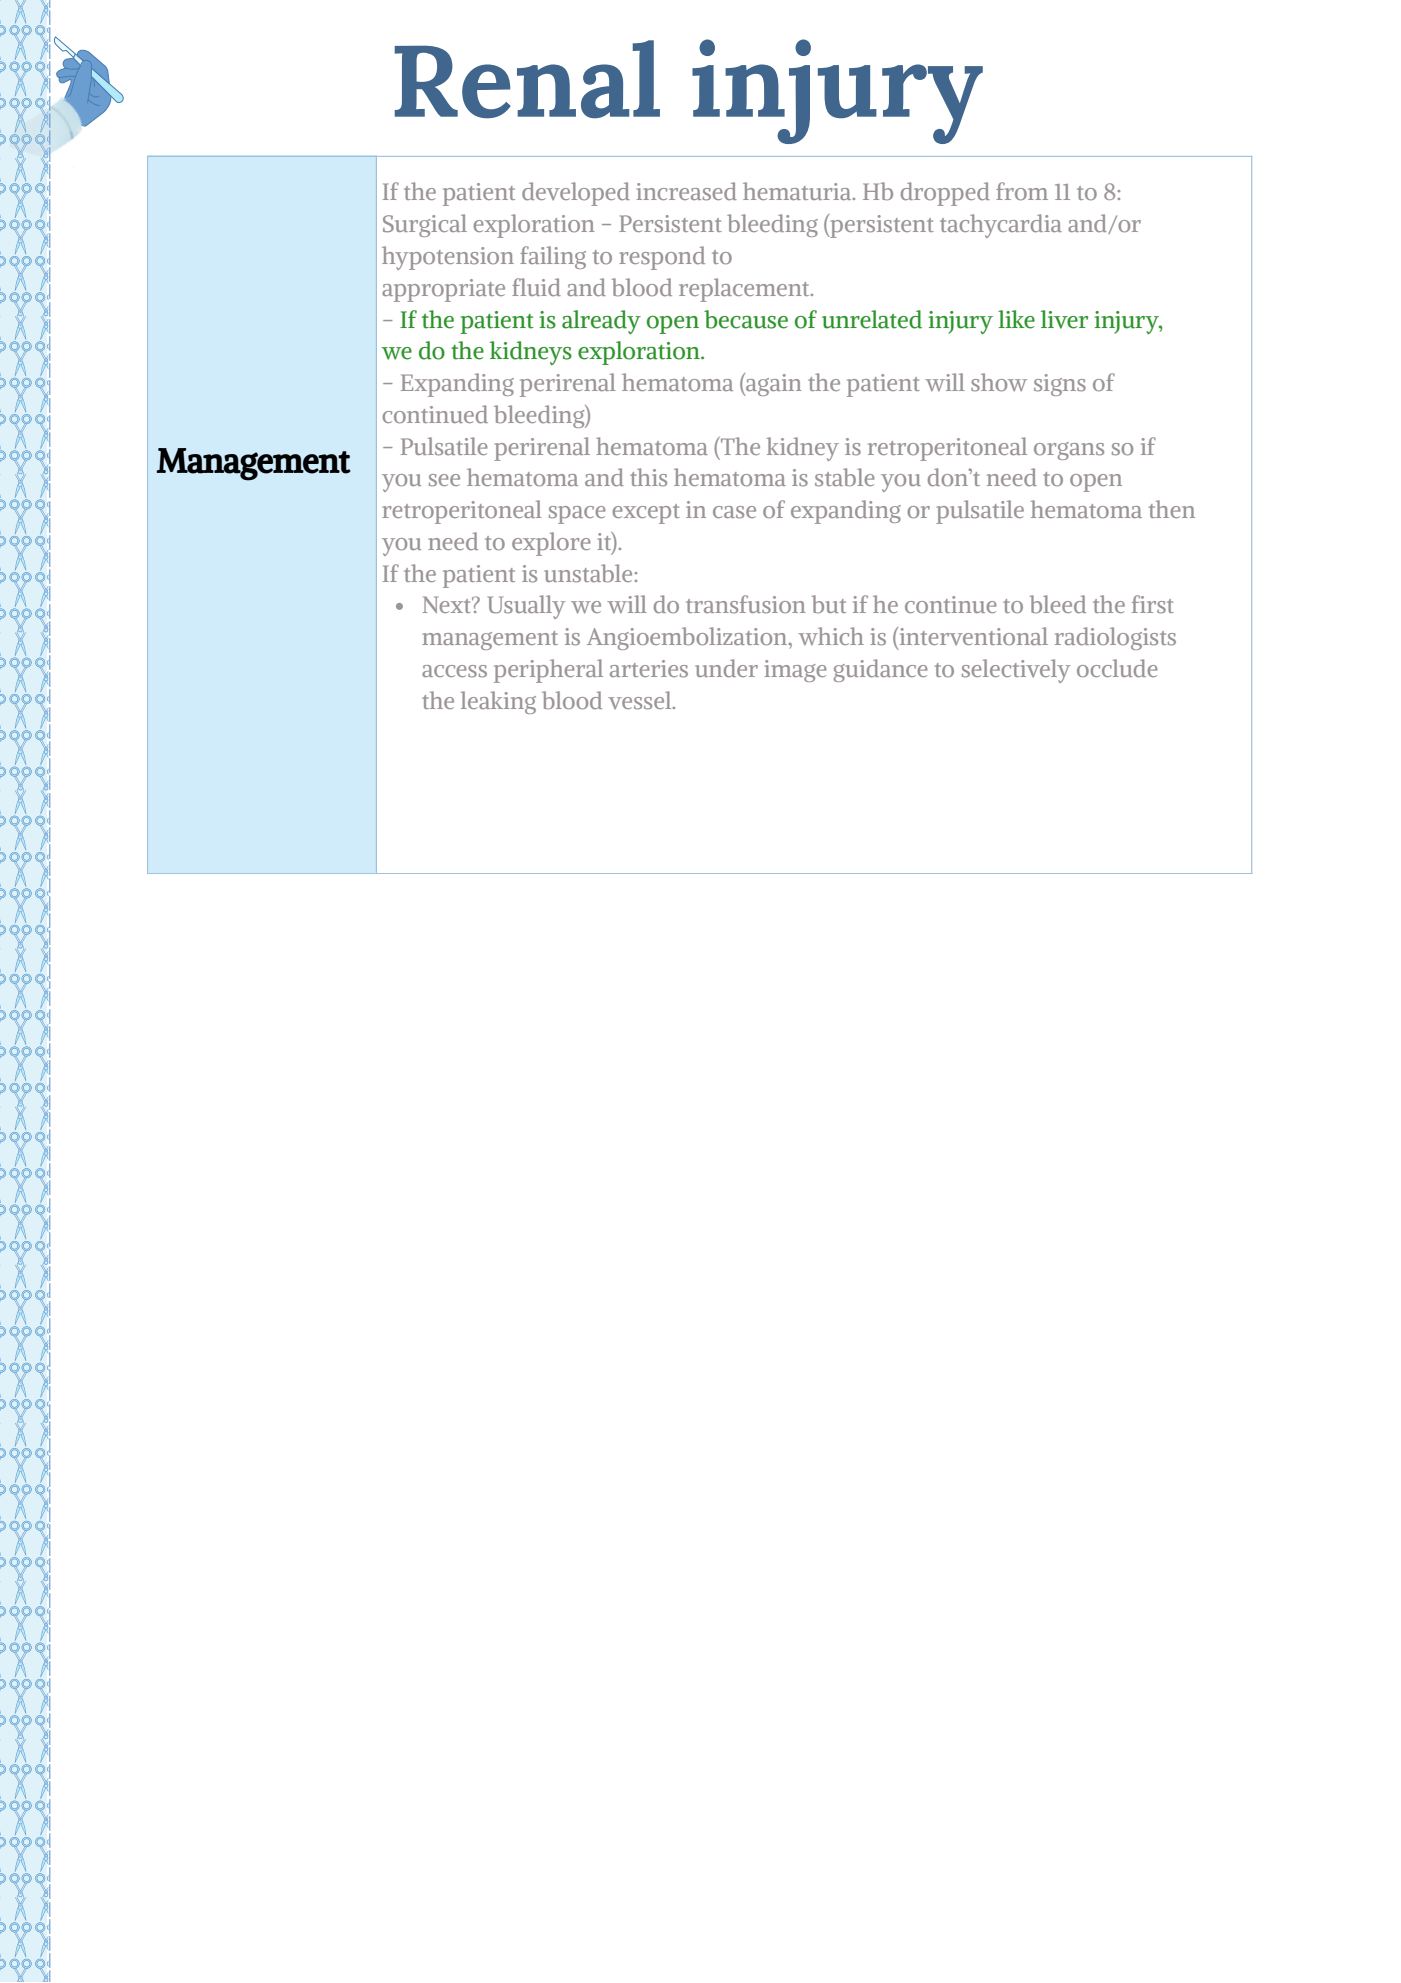 Renal injury
Management
If the patient developed increased hematuria. Hb dropped from 11 to 8:
Surgical exploration - Persistent bleeding (persistent tachycardia and/or
hypotension failing to respond to
appropriate fluid and blood replacement.
- If the patient is already open because of unrelated injury like liver injury,
we do the kidneys exploration.
- Expanding perirenal hematoma (again the patient will show signs of
continued bleeding)
- Pulsatile perirenal hematoma (The kidney is retroperitoneal organs so if
you see hematoma and this hematoma is stable you don’t need to open
retroperitoneal space except in case of expanding or pulsatile hematoma then
you need to explore it).
If the patient is unstable:
• Next? Usually we will do transfusion but if he continue to bleed the first
management is Angioembolization, which is (interventional radiologists
access peripheral arteries under image guidance to selectively occlude
the leaking blood vessel.